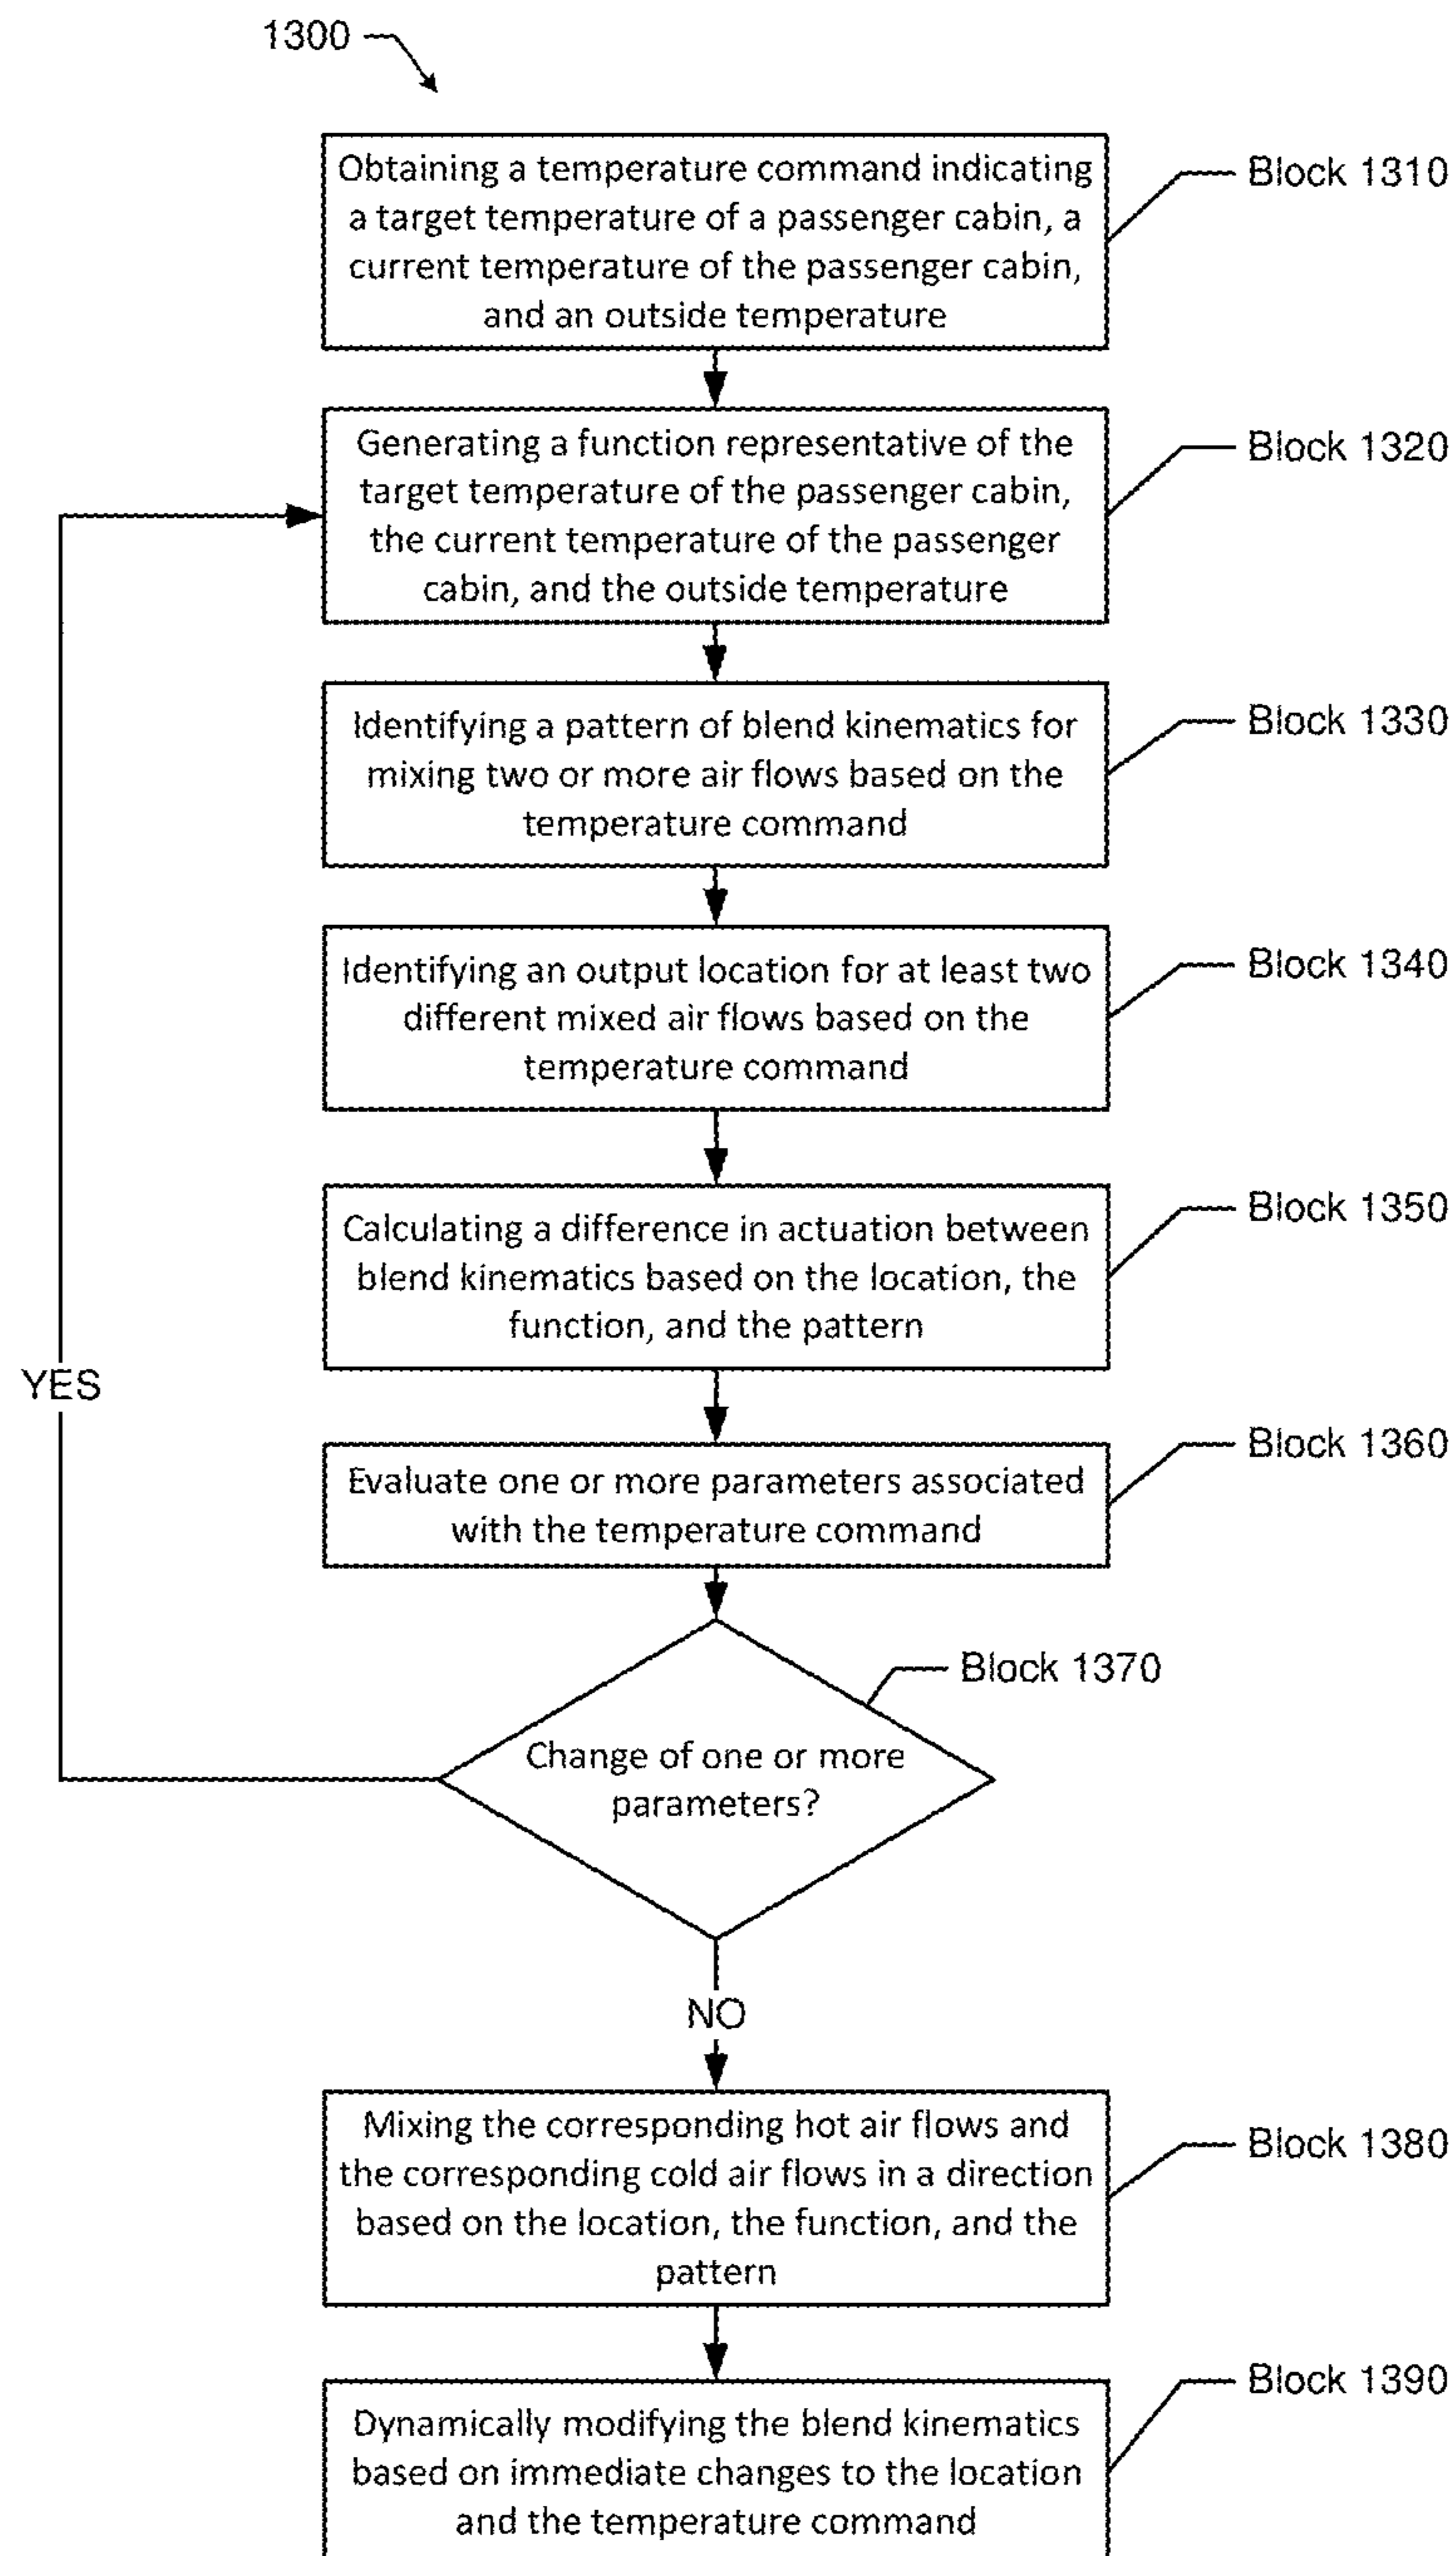 1300
Obtaining a temperature command indicating
a target temperature of a passenger cabin, a
current temperature of the passenger cabin,
and an outside temperature
Block 1310
Generating a function representative of the
target temperature of the passenger cabin,
the current temperature of the passenger
cabin, and the outside temperature
Block 1320
Identifying a pattern of blend kinematics for
mixing two or more air flows based on the
temperature command
Block 1330
Identifying an output location for at least two
different mixed air flows based on the
temperature command
Block 1340
Calculating a difference in actuation between
blend kinematics based on the location, the
function, and the pattern
Block 1350
YES
Evaluate one or more parameters associated
with the temperature command
Block 1360
Change of one or more
parameters?
Block 1370
NO
Mixing the corresponding hot air flows and
the corresponding cold air flows in a direction
based on the location, the function, and the
pattern
Block 1380
Dynamically modifying the blend kinematics
based on immediate changes to the location
and the temperature command
Block 1390